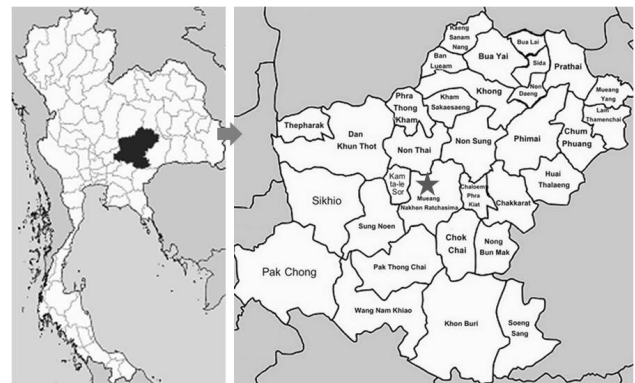 Kaeng
Sanam
Nang
Bua Lai
Ban
Lueam
Bua Yai
Sida
Prathai
Non
Daeng
Mueang
Yang
Lam
Thamenchai
Phra
Thong
Kham
Kham
Sakaesaeng
Khong
Thepharak
Dan
Khun Thot
Non Thai
Non Sung
Phimai
Chum
Phuang
Kam
ta-le
Sor
Mueang
Nakhon Ratchasima
Chaloem
Phra
Kiat
Chakkarat
Huai
Thalaeng
Sikhio
Sung Noen
Chok
Chai
Nong
Bun Mak
Pak Chong
Pak Thong Chai
Wang Nam Khiao
Khon Buri
Soeng
Sang